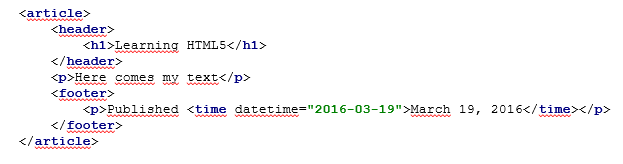 <article>
<header>
<h1>Learning HTML5</h1>
</header>
<p>Here comes my text</p>
<footer>
<p>Published <time datetime="2016-03-19">March 19, 2016</time></p>
</footer>
</article>